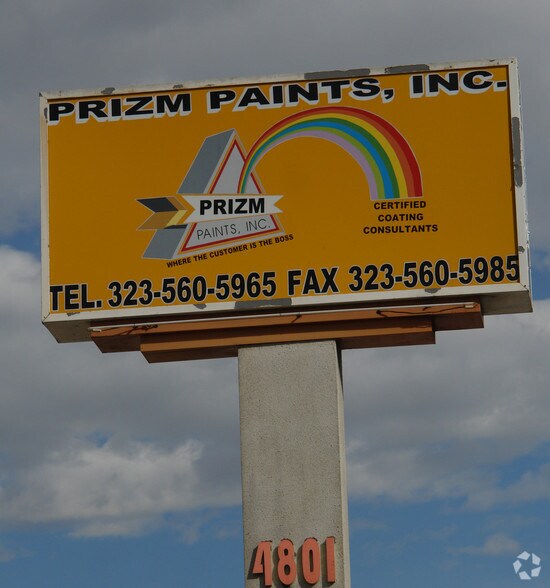 PRIZM PAINTS, INC.
PRIZM
PAINTS, INC.
WHERE THE CUSTOMER IS THE BOSS
CERTIFIED
COATING
CONSULTANTS
TEL. 323-560-5965 FAX 323-560-5985
4801